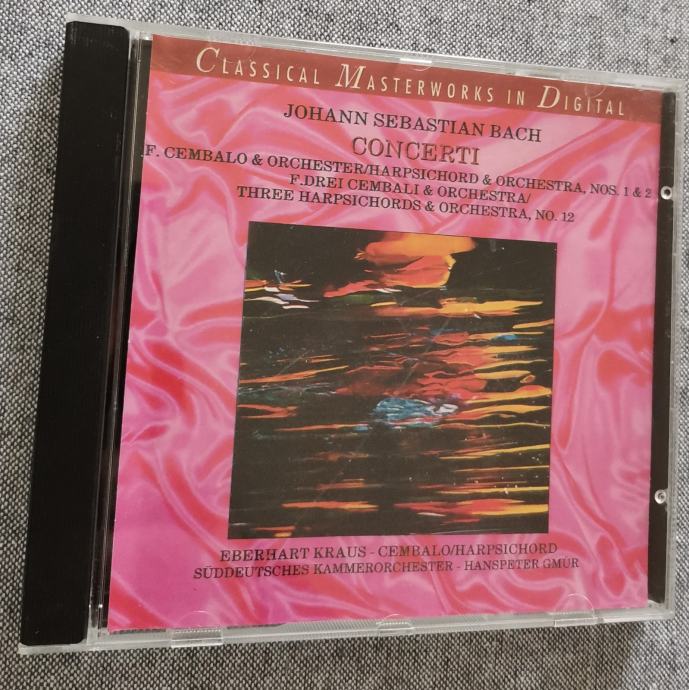 CLASSICAL MASTERWORKS IN DIGITAL
JOHANN SEBASTIAN BACH
CONCERTI
F. CEMBALO & ORCHESTER/HARPSICHORD & ORCHESTRA, NOS. 1 & 2
F.DREI CEMBALI & ORCHESTRA/
THREE HARPSICHORDS & ORCHESTRA, NO. 12
EBERHART KRAUS - CEMBALO/HARPSICHORD
SÜDDEUTSCHES KAMMERORCHESTER - HANSPETER GMÜR